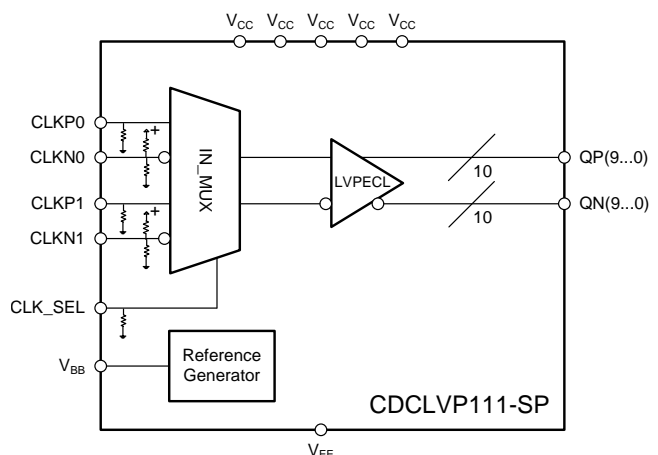 VCC VCC VCC VCC VCC
CLKP0
CLKN0
CLKP1
CLKN1
CLK_SEL
VBB
+
+
IN_MUX
LVPECL
10
10
QP(9...0)
QN(9...0)
Reference
Generator
CDCLVP111-SP
VEE